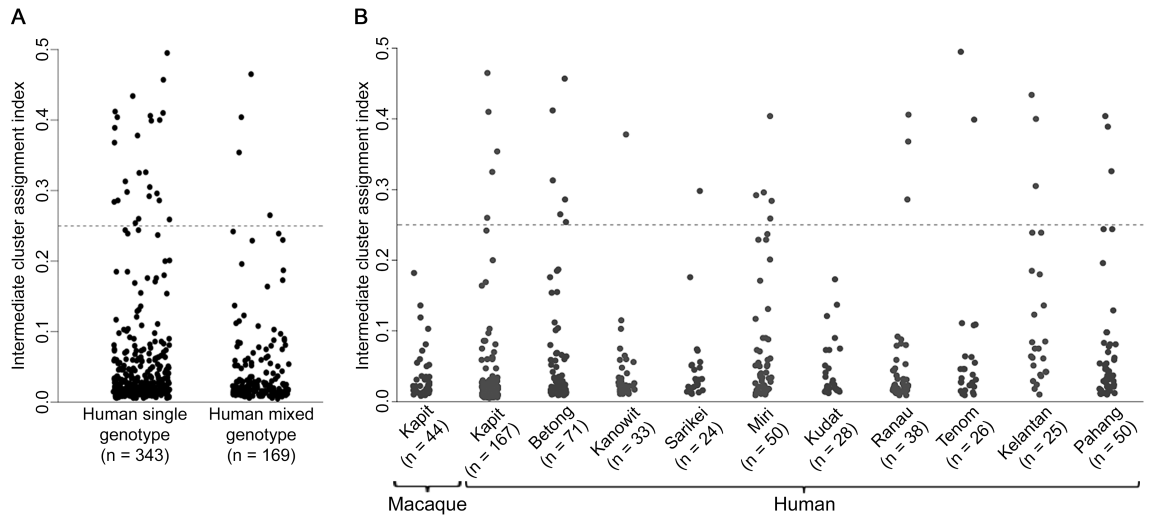 A
B
Intermediate cluster assignment index
0.5
0.4
0.3
0.2
0.1
0.0
Human single
genotype
(n = 343)
Human mixed
genotype
(n = 169)
Intermediate cluster assignment index
0.5
0.4
0.3
0.2
0.1
0.0
Kapit
(n = 44)
Kapit
(n = 167)
Betong
(n = 71)
Kanowit
(n = 33)
Sarikei
(n = 24)
Miri
(n = 50)
Kudat
(n = 28)
Ranau
(n = 38)
Tenom
(n = 26)
Kelantan
(n = 25)
Pahang
(n = 50)
Macaque
Human